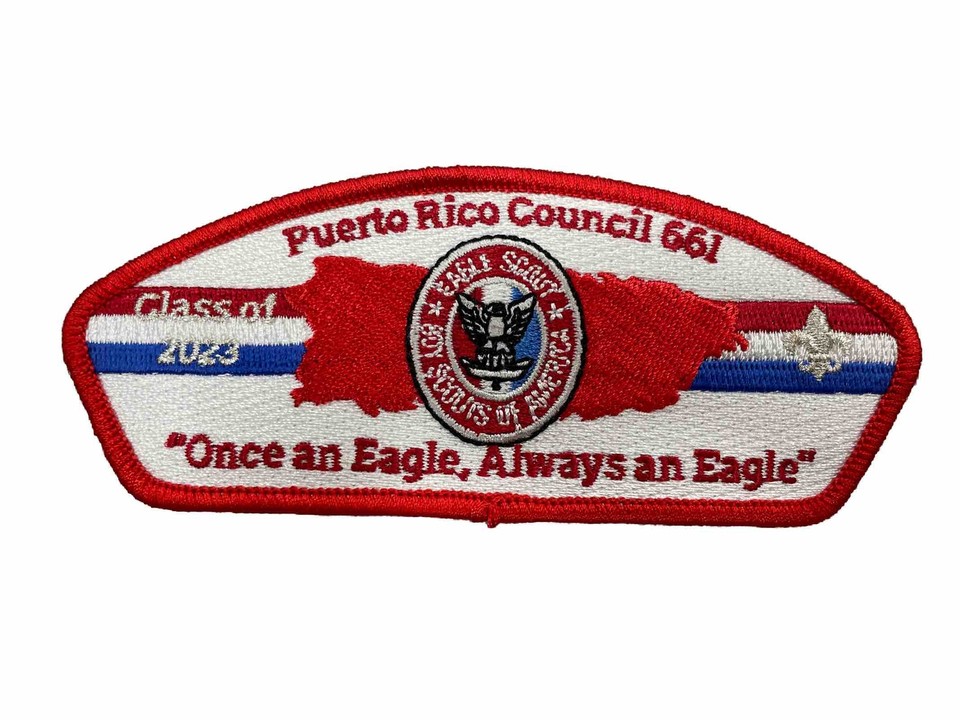 Puerto Rico Council 661
Class of
2023
EAGLE SCOUT
BOY SCOUTS OF AMERICA
"Once an Eagle, Always an Eagle"